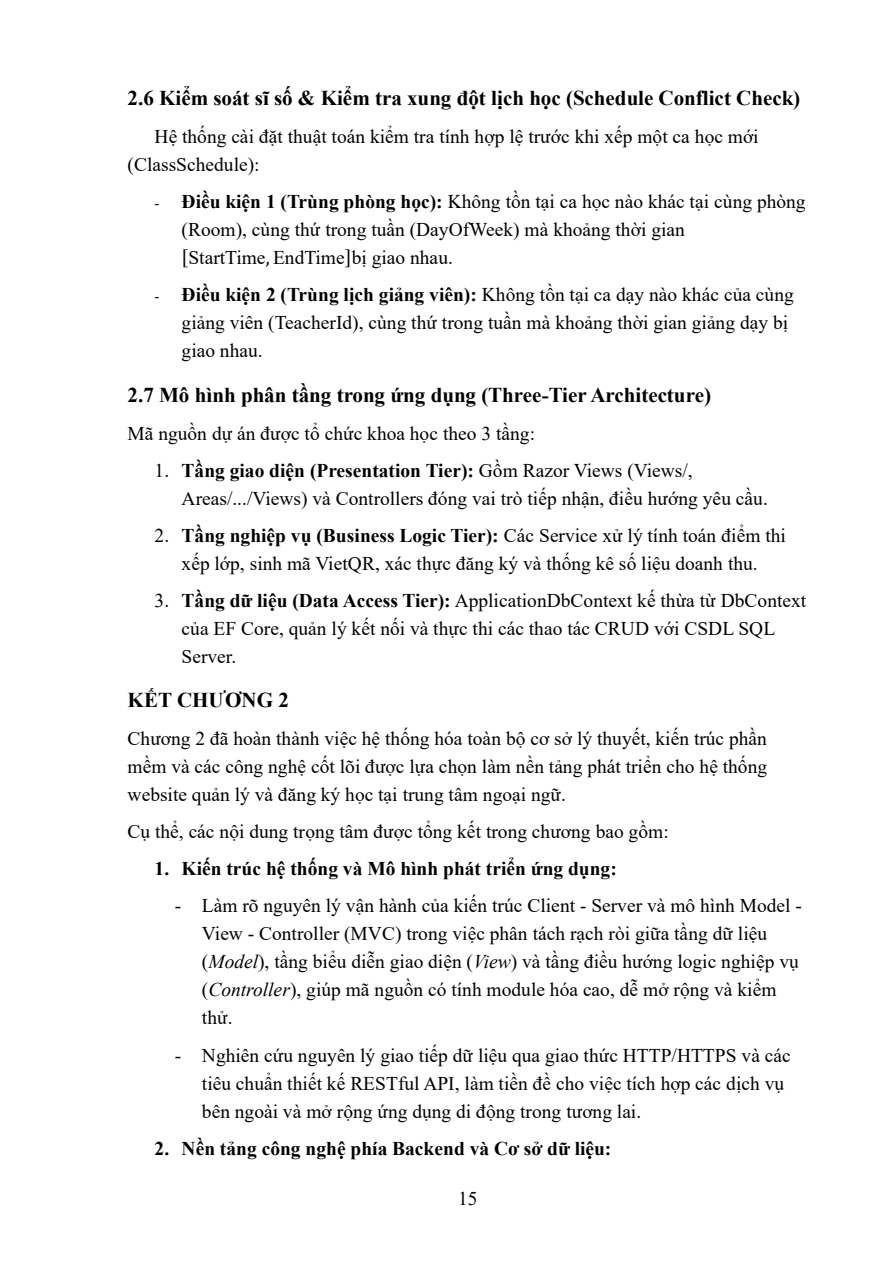 2.6 Kiểm soát sĩ số & Kiểm tra xung đột lịch học (Schedule Conflict Check)
Hệ thống cài đặt thuật toán kiểm tra tính hợp lệ trước khi xếp một ca học mới
(ClassSchedule):
- Điều kiện 1 (Trùng phòng học): Không tồn tại ca học nào khác tại cùng phòng
(Room), cùng thứ trong tuần (DayOfWeek) mà khoảng thời gian
[StartTime, EndTime]bị giao nhau.
- Điều kiện 2 (Trùng lịch giảng viên): Không tồn tại ca dạy nào khác của cùng
giảng viên (TeacherId), cùng thứ trong tuần mà khoảng thời gian giảng dạy bị
giao nhau.
2.7 Mô hình phân tầng trong ứng dụng (Three-Tier Architecture)
Mã nguồn dự án được tổ chức khoa học theo 3 tầng:
1. Tầng giao diện (Presentation Tier): Gồm Razor Views (Views/,
Areas/.../Views) và Controllers đóng vai trò tiếp nhận, điều hướng yêu cầu.
2. Tầng nghiệp vụ (Business Logic Tier): Các Service xử lý tính toán điểm thi
xếp lớp, sinh mã VietQR, xác thực đăng ký và thống kê số liệu doanh thu.
3. Tầng dữ liệu (Data Access Tier): ApplicationDbContext kế thừa từ DbContext
của EF Core, quản lý kết nối và thực thi các thao tác CRUD với CSDL SQL
Server.
KẾT CHƯƠNG 2
Chương 2 đã hoàn thành việc hệ thống hóa toàn bộ cơ sở lý thuyết, kiến trúc phần
mềm và các công nghệ cốt lõi được lựa chọn làm nền tảng phát triển cho hệ thống
website quản lý và đăng ký học tại trung tâm ngoại ngữ.
Cụ thể, các nội dung trọng tâm được tổng kết trong chương bao gồm:
1. Kiến trúc hệ thống và Mô hình phát triển ứng dụng:
- Làm rõ nguyên lý vận hành của kiến trúc Client - Server và mô hình Model -
View - Controller (MVC) trong việc phân tách rạch ròi giữa tầng dữ liệu
(Model), tầng biểu diễn giao diện (View) và tầng điều hướng logic nghiệp vụ
(Controller), giúp mã nguồn có tính module hóa cao, dễ mở rộng và kiểm
thử.
- Nghiên cứu nguyên lý giao tiếp dữ liệu qua giao thức HTTP/HTTPS và các
tiêu chuẩn thiết kế RESTful API, làm tiền đề cho việc tích hợp các dịch vụ
bên ngoài và mở rộng ứng dụng di động trong tương lai.
2. Nền tảng công nghệ phía Backend và Cơ sở dữ liệu:
15